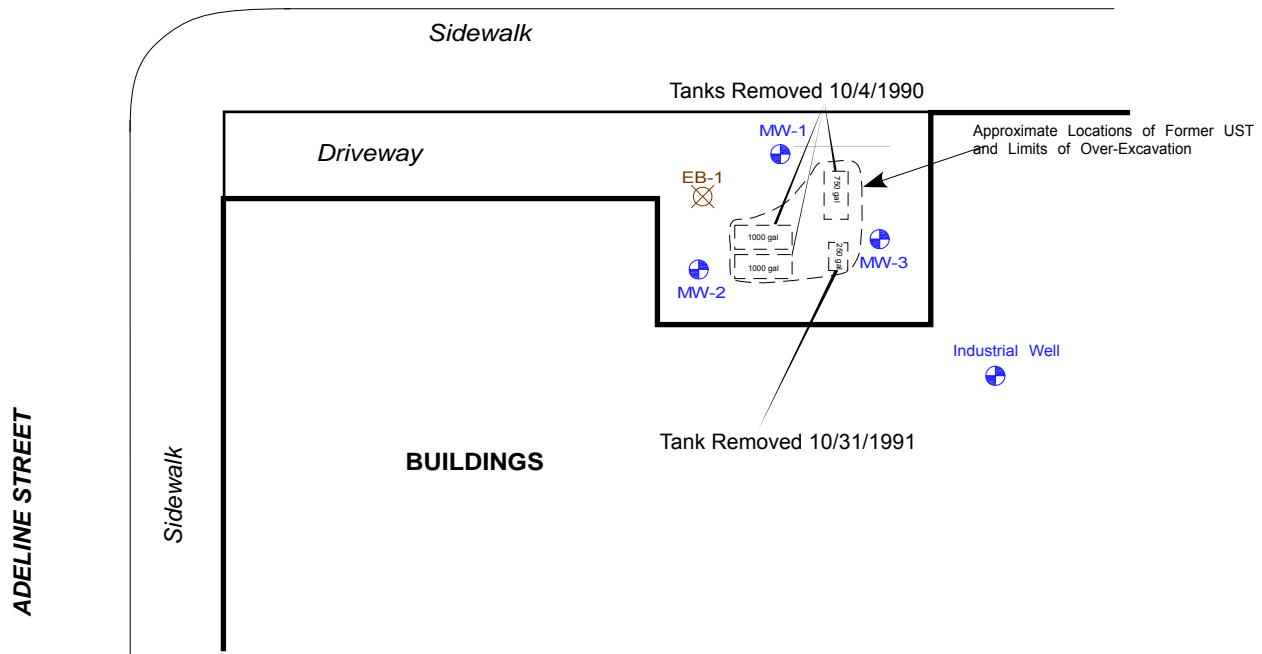 Sidewalk
Tanks Removed 10/4/1990
MW-1
Approximate Locations of Former UST
and Limits of Over-Excavation
Driveway
EB-1
750 gal
1000 gal
250 gal
MW-3
1000 gal
MW-2
Industrial Well
Tank Removed 10/31/1991
BUILDINGS
Sidewalk
ADELINE STREET